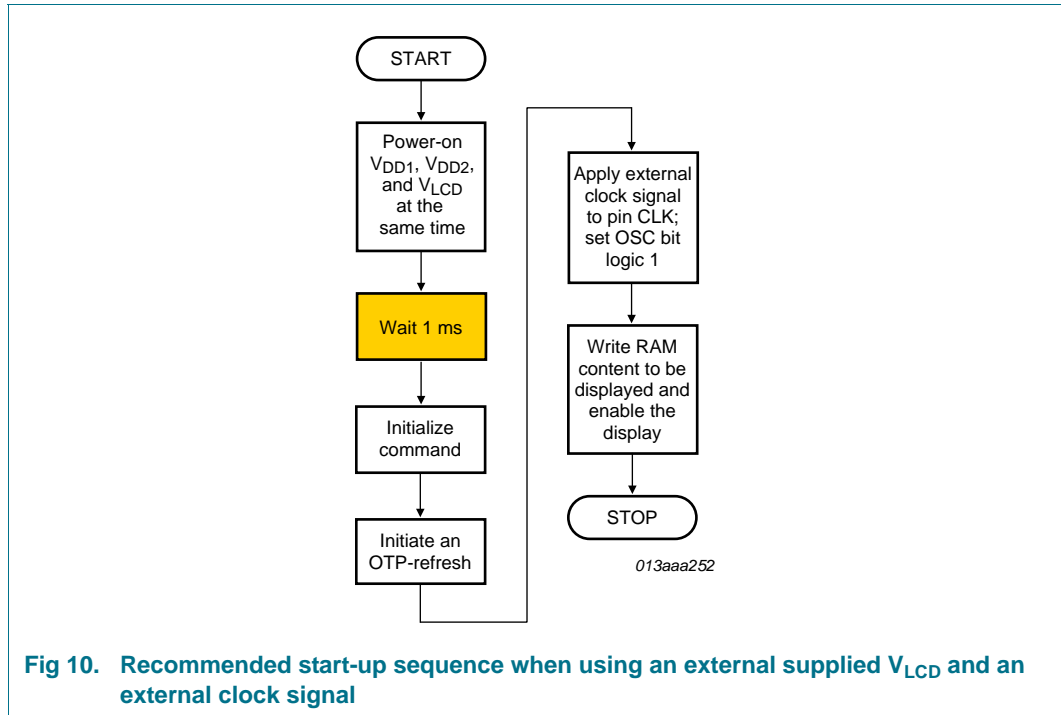 START
Power-on
VDD1, VDD2,
and VLCD
at the
same time
Wait 1 ms
Initialize
command
Initiate an
OTP-refresh
Apply external
clock signal
to pin CLK;
set OSC bit
logic 1
Write RAM
content to be
displayed and
enable the
display
STOP
013aaa252
Fig 10. Recommended start-up sequence when using an external supplied VLCD and an
external clock signal